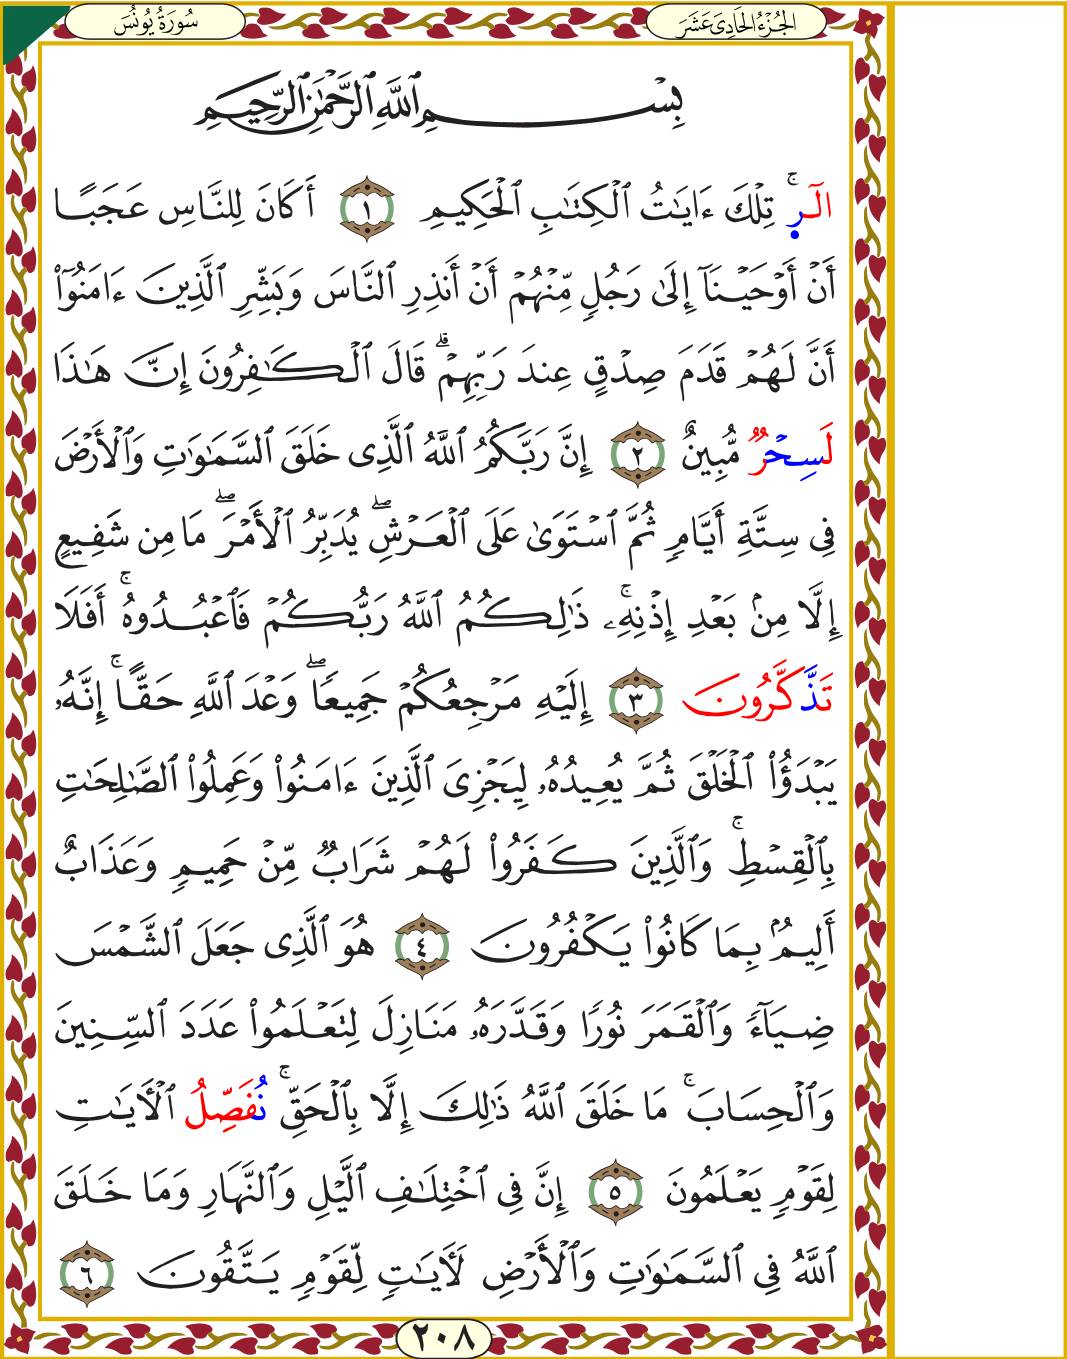 سُورَةُ يُونُسَ
الجُزْءُ الحَادِىَ عَشَرَ
بِسْمِ ٱللَّهِ ٱلرَّحْمَٰنِ ٱلرَّحِيمِ
الٓرۚ تِلْكَ ءَايَٰتُ ٱلْكِتَٰبِ ٱلْحَكِيمِ ١ أَكَانَ لِلنَّاسِ عَجَبًا
أَنْ أَوْحَيْنَآ إِلَىٰ رَجُلٍ مِّنْهُمْ أَنْ أَنذِرِ ٱلنَّاسَ وَبَشِّرِ ٱلَّذِينَ ءَامَنُوٓا۟
أَنَّ لَهُمْ قَدَمَ صِدْقٍ عِندَ رَبِّهِمْ ۗ قَالَ ٱلْكَٰفِرُونَ إِنَّ هَٰذَا
لَسِحْرٌ مُّبِينٌ ٢ إِنَّ رَبَّكُمُ ٱللَّهُ ٱلَّذِى خَلَقَ ٱلسَّمَٰوَٰتِ وَٱلْأَرْضَ
فِى سِتَّةِ أَيَّامٍ ثُمَّ ٱسْتَوَىٰ عَلَى ٱلْعَرْشِ ۖ يُدَبِّرُ ٱلْأَمْرَ ۖ مَا مِن شَفِيعٍ
إِلَّا مِنۢ بَعْدِ إِذْنِهِۦ ۚ ذَٰلِكُمُ ٱللَّهُ رَبُّكُمْ فَٱعْبُدُوهُ ۚ أَفَلَا
تَذَّكَّرُونَ ٣ إِلَيْهِ مَرْجِعُكُمْ جَمِيعًا ۖ وَعْدَ ٱللَّهِ حَقًّا ۚ إِنَّهُۥ
يَبْدَؤُا۟ ٱلْخَلْقَ ثُمَّ يُعِيدُهُۥ لِيَجْزِىَ ٱلَّذِينَ ءَامَنُوا۟ وَعَمِلُوا۟ ٱلصَّٰلِحَٰتِ
بِٱلْقِسْطِ ۚ وَٱلَّذِينَ كَفَرُوا۟ لَهُمْ شَرَابٌ مِّنْ حَمِيمٍ وَعَذَابٌ
أَلِيمٌۢ بِمَا كَانُوا۟ يَكْفُرُونَ ٤ هُوَ ٱلَّذِى جَعَلَ ٱلشَّمْسَ
ضِيَآءً وَٱلْقَمَرَ نُورًا وَقَدَّرَهُۥ مَنَازِلَ لِتَعْلَمُوا۟ عَدَدَ ٱلسِّنِينَ
وَٱلْحِسَابَ ۚ مَا خَلَقَ ٱللَّهُ ذَٰلِكَ إِلَّا بِٱلْحَقِّ ۚ نُفَصِّلُ ٱلْءَايَٰتِ
لِقَوْمٍ يَعْلَمُونَ ٥ إِنَّ فِى ٱخْتِلَٰفِ ٱلَّيْلِ وَٱلنَّهَارِ وَمَا خَلَقَ
ٱللَّهُ فِى ٱلسَّمَٰوَٰتِ وَٱلْأَرْضِ لَءَايَٰتٍ لِّقَوْمٍ يَتَّقُونَ ٦
٢٠٨